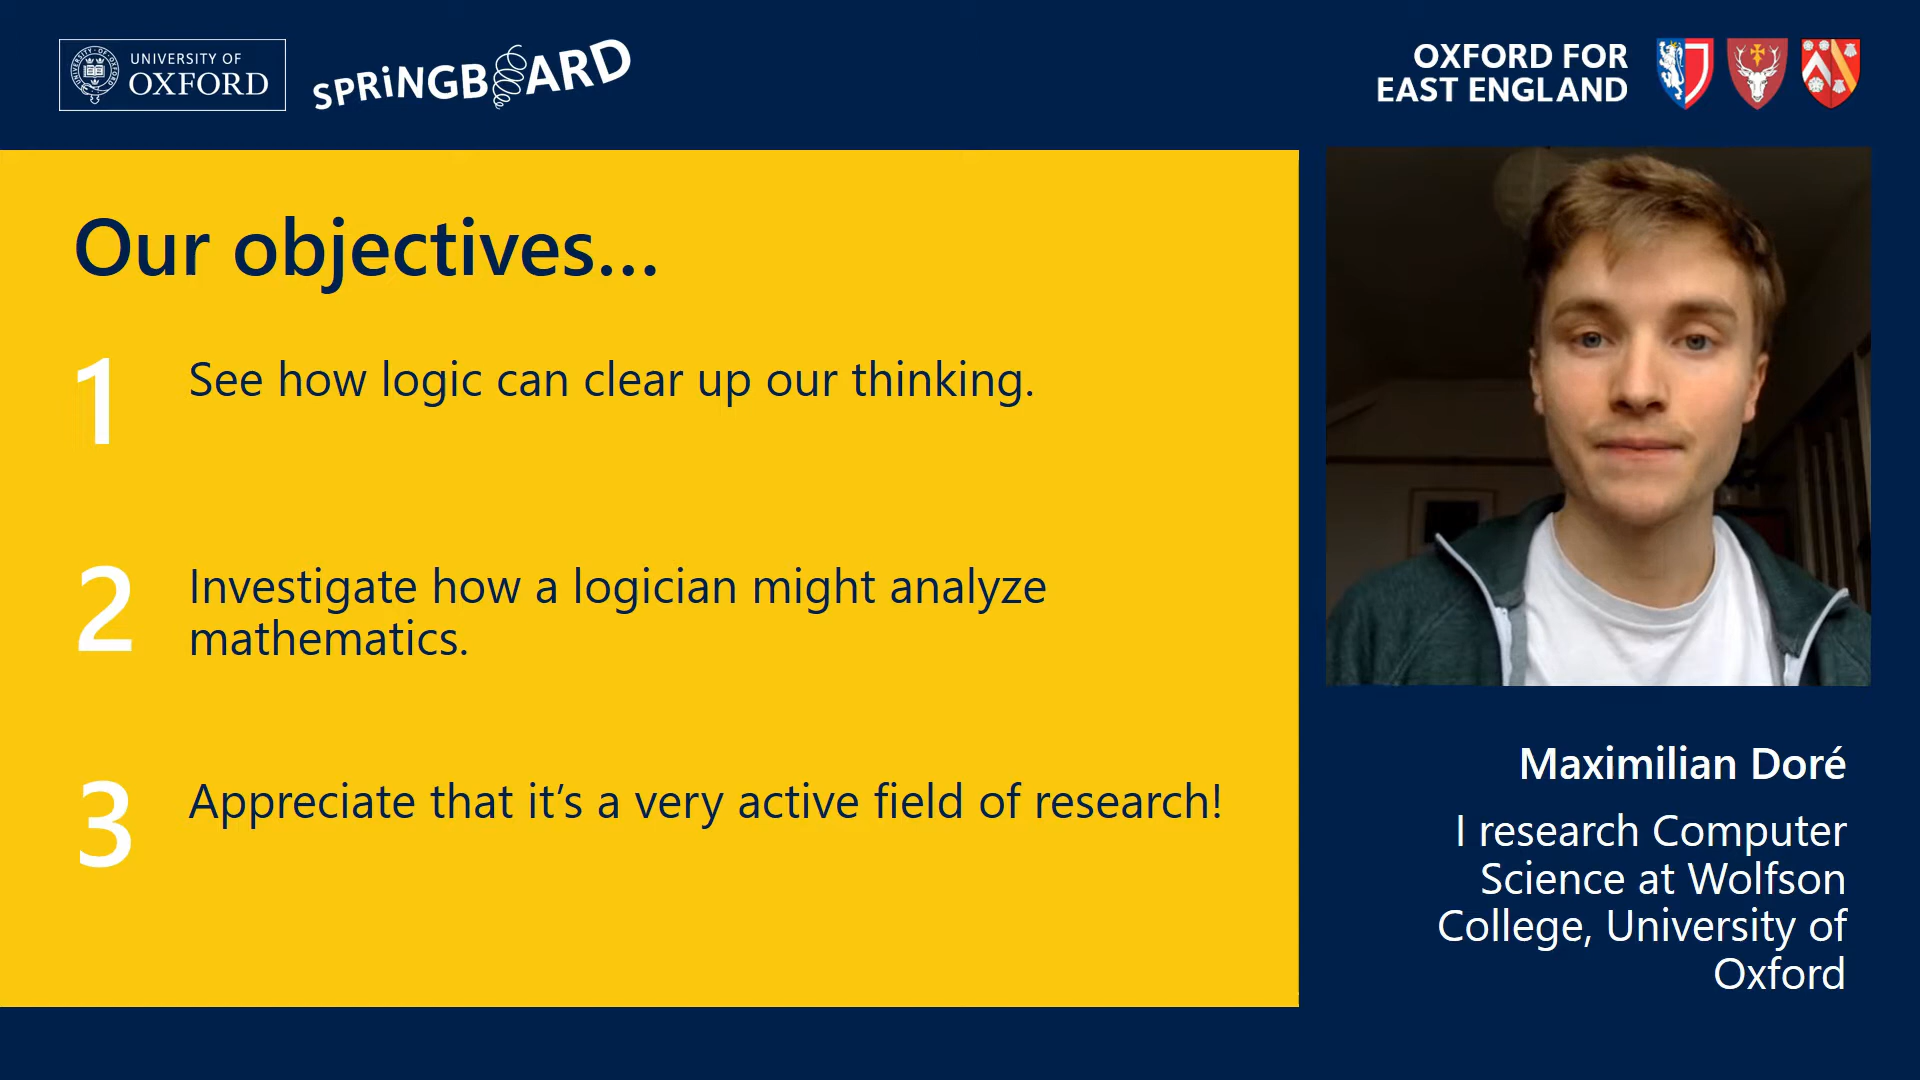 UNIVERSITY OF
OXFORD
SPRiNGBOARD
OXFORD FOR
EAST ENGLAND
Our objectives...
1
See how logic can clear up our thinking.
2
Investigate how a logician might analyze
mathematics.
3
Appreciate that it’s a very active field of research!
Maximilian Doré
I research Computer
Science at Wolfson
College, University of
Oxford